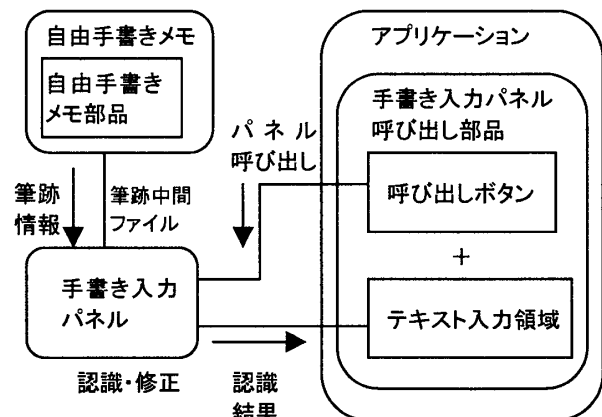 自由手書きメモ
自由手書き
メモ部品
筆跡
情報
筆跡中間
ファイル
手書き入力
パネル
認識・修正
パネル
呼び出し
認識
結果
アプリケーション
手書き入力パネル
呼び出し部品
呼び出しボタン
+
テキスト入力領域